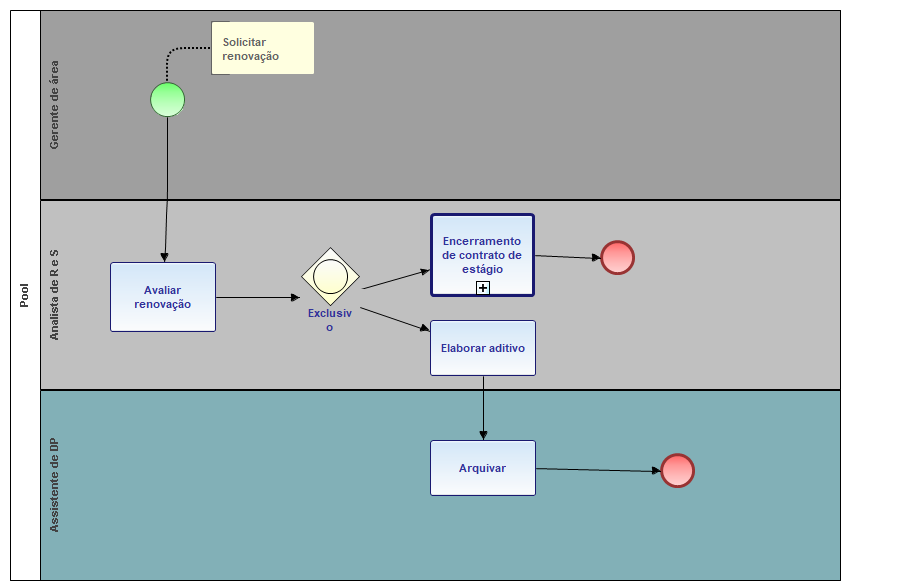 Pool
Gerente de área
Solicitar
renovação
Analista de R e S
Avaliar
renovação
Exclusiv
o
Encerramento
de contrato de
estágio
Elaborar aditivo
Assistente de DP
Arquivar